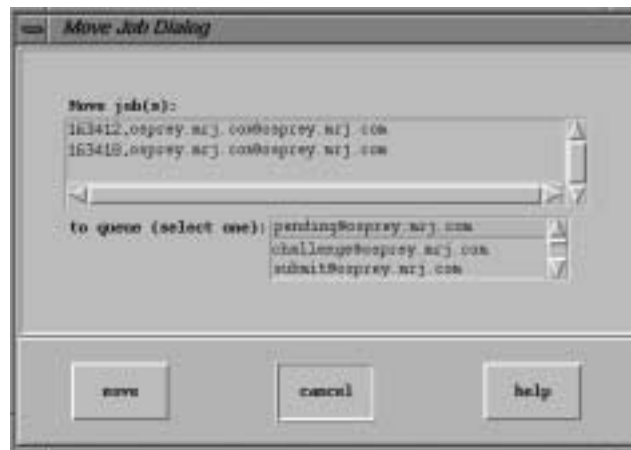 Move Job Dialog
Move job(s):
163412.osprey.mrj.com@osprey.mrj.com
163418.osprey.mrj.com@osprey.mrj.com
to queue (select one):
pending@osprey.mrj.com
challenge@osprey.mrj.com
submit@osprey.mrj.com
move cancel help